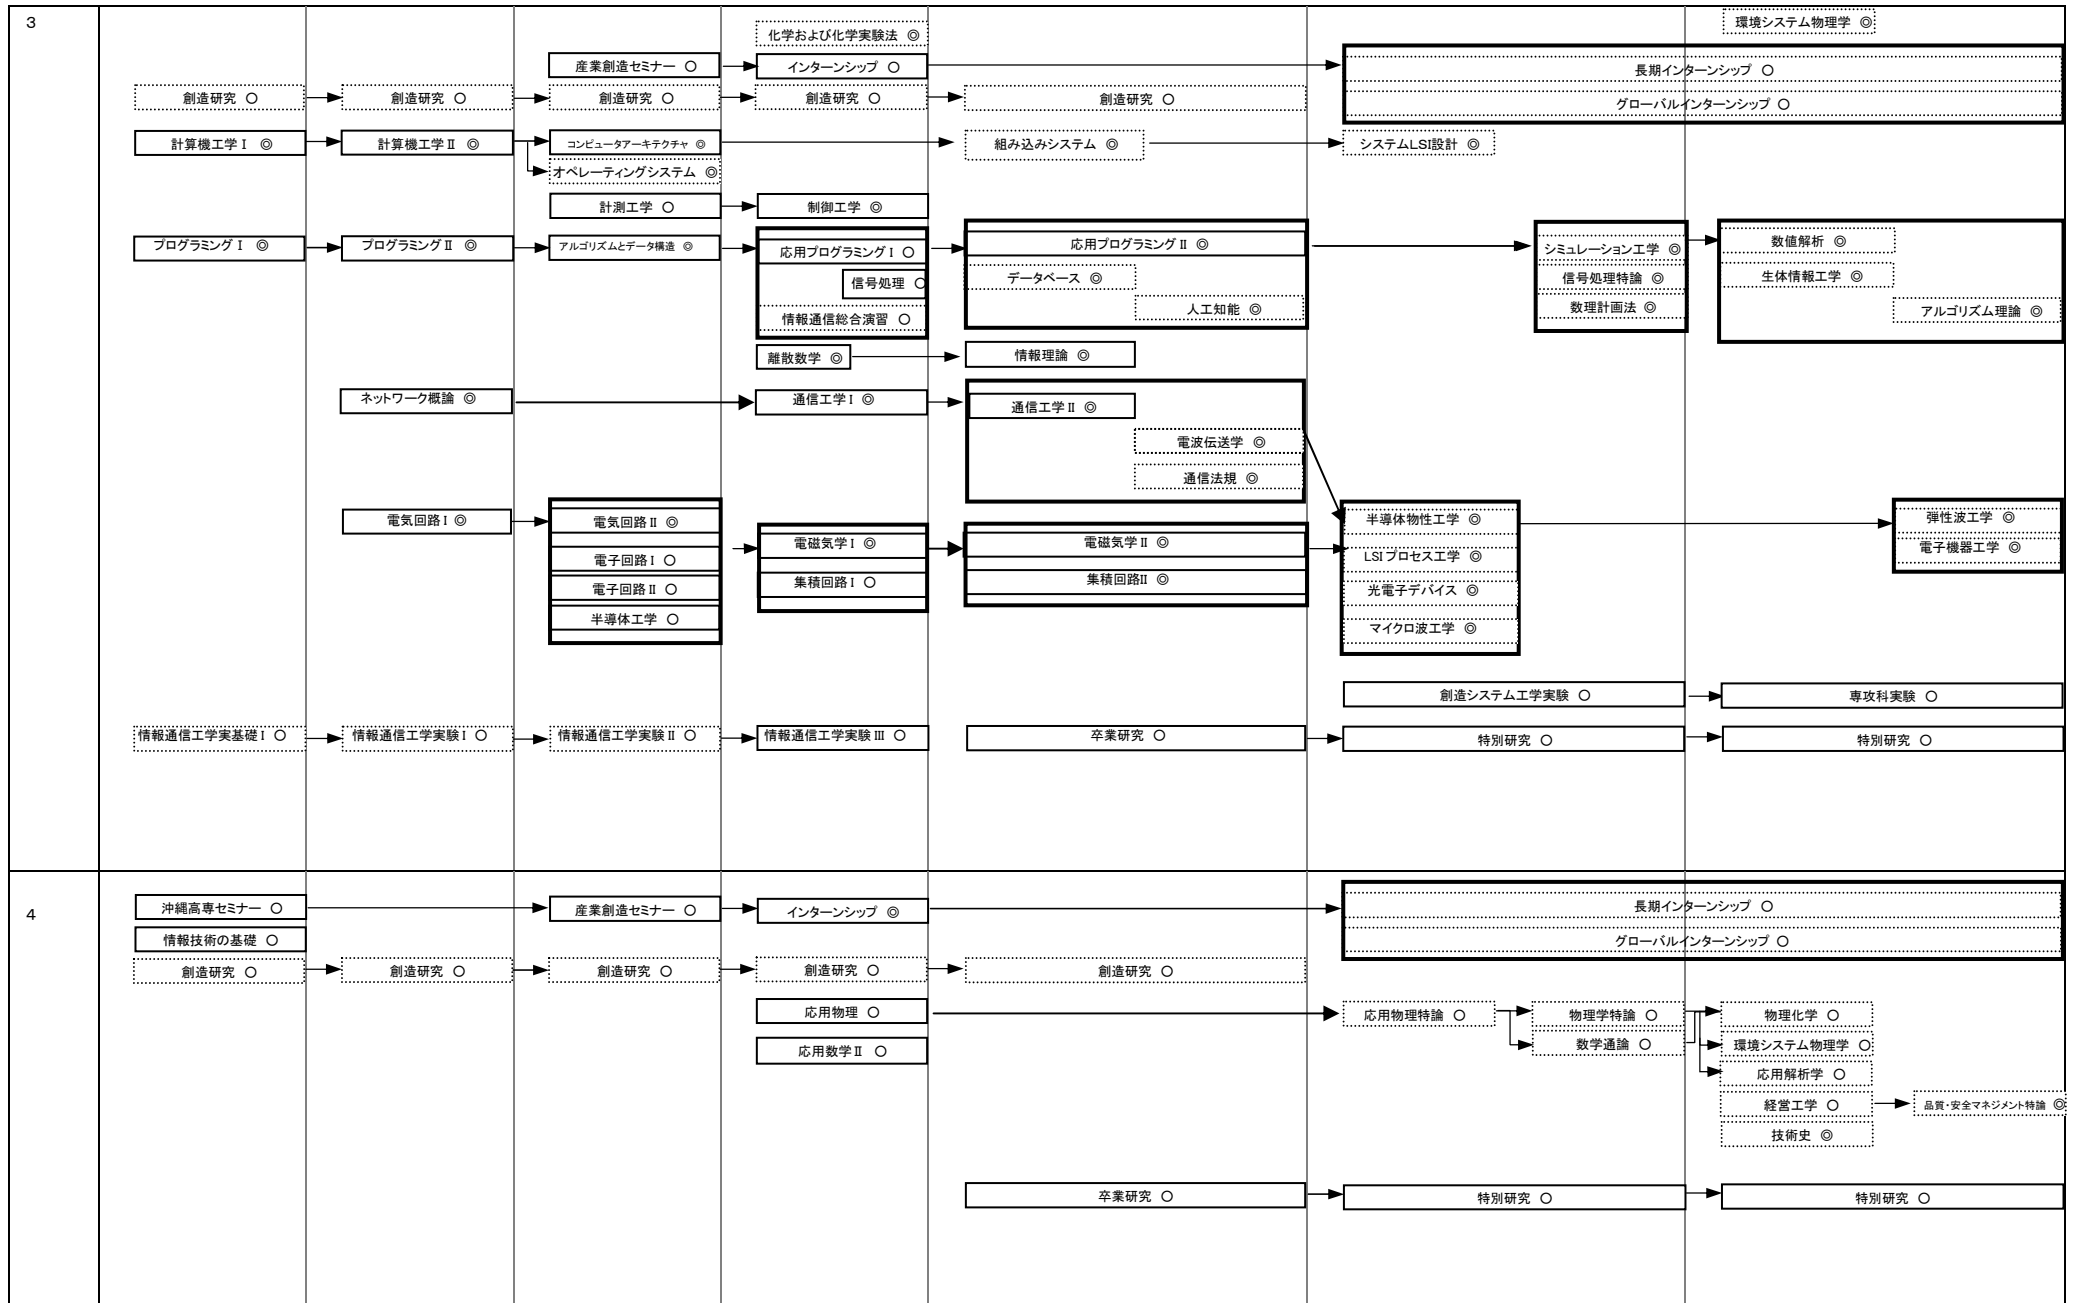 3
環境システム物理学 ◎
化学および化学実験法 ◎
産業創造セミナー ○ インターンシップ ○ 長期インターンシップ ○
創造研究 ○ 創造研究 ○ 創造研究 ○ 創造研究 ○ 創造研究 ○ グローバルインターンシップ ○
計算機工学Ⅰ ◎ 計算機工学Ⅱ ◎ コンピュータアーキテクチャ ◎ 組み込みシステム ◎ システムLSI設計 ◎
オペレーティングシステム ◎
計測工学 ○ 制御工学 ◎
プログラミングⅠ ◎ プログラミングⅡ ◎ アルゴリズムとデータ構造 ◎ 応用プログラミングⅠ ○ 応用プログラミングⅡ ◎ シミュレーション工学 ◎ 数値解析 ◎
信号処理 ○ データベース ◎ 信号処理特論 ◎ 生体情報工学 ◎
情報通信総合演習 ○ 人工知能 ◎ 数理計画法 ◎ アルゴリズム理論 ◎
離散数学 ◎ 情報理論 ◎
ネットワーク概論 ◎ 通信工学Ⅰ ◎ 通信工学Ⅱ ◎
電波伝送学 ◎
通信法規 ◎
電気回路Ⅰ ◎ 電気回路Ⅱ ◎ 半導体物性工学 ◎ 弾性波工学 ◎
電磁気学Ⅰ ◎ 電磁気学Ⅱ ◎ 電子機器工学 ◎
電子回路Ⅰ ○ LSIプロセス工学 ◎
電子回路Ⅱ ○ 集積回路Ⅰ ○ 集積回路Ⅱ ◎ 光電子デバイス ◎
半導体工学 ○ マイクロ波工学 ◎
創造システム工学実験 ○ 専攻科実験 ○
情報通信工学実基礎Ⅰ ○ 情報通信工学実験Ⅰ ○ 情報通信工学実験Ⅱ ○ 情報通信工学実験Ⅲ ○ 卒業研究 ○ 特別研究 ○ 特別研究 ○
4
沖縄高専セミナー ○ 産業創造セミナー ○ インターンシップ ◎ 長期インターンシップ ○
情報技術の基礎 ○ グローバルインターンシップ ○
創造研究 ○ 創造研究 ○ 創造研究 ○ 創造研究 ○ 創造研究 ○
応用物理 ○ 応用物理特論 ○ 物理学特論 ○ 物理化学 ○
応用数学Ⅱ ○ 数学通論 ○ 環境システム物理学 ○
応用解析学 ○
経営工学 ○ 品質・安全マネジメント特論 ◎
技術史 ◎
卒業研究 ○ 特別研究 ○ 特別研究 ○